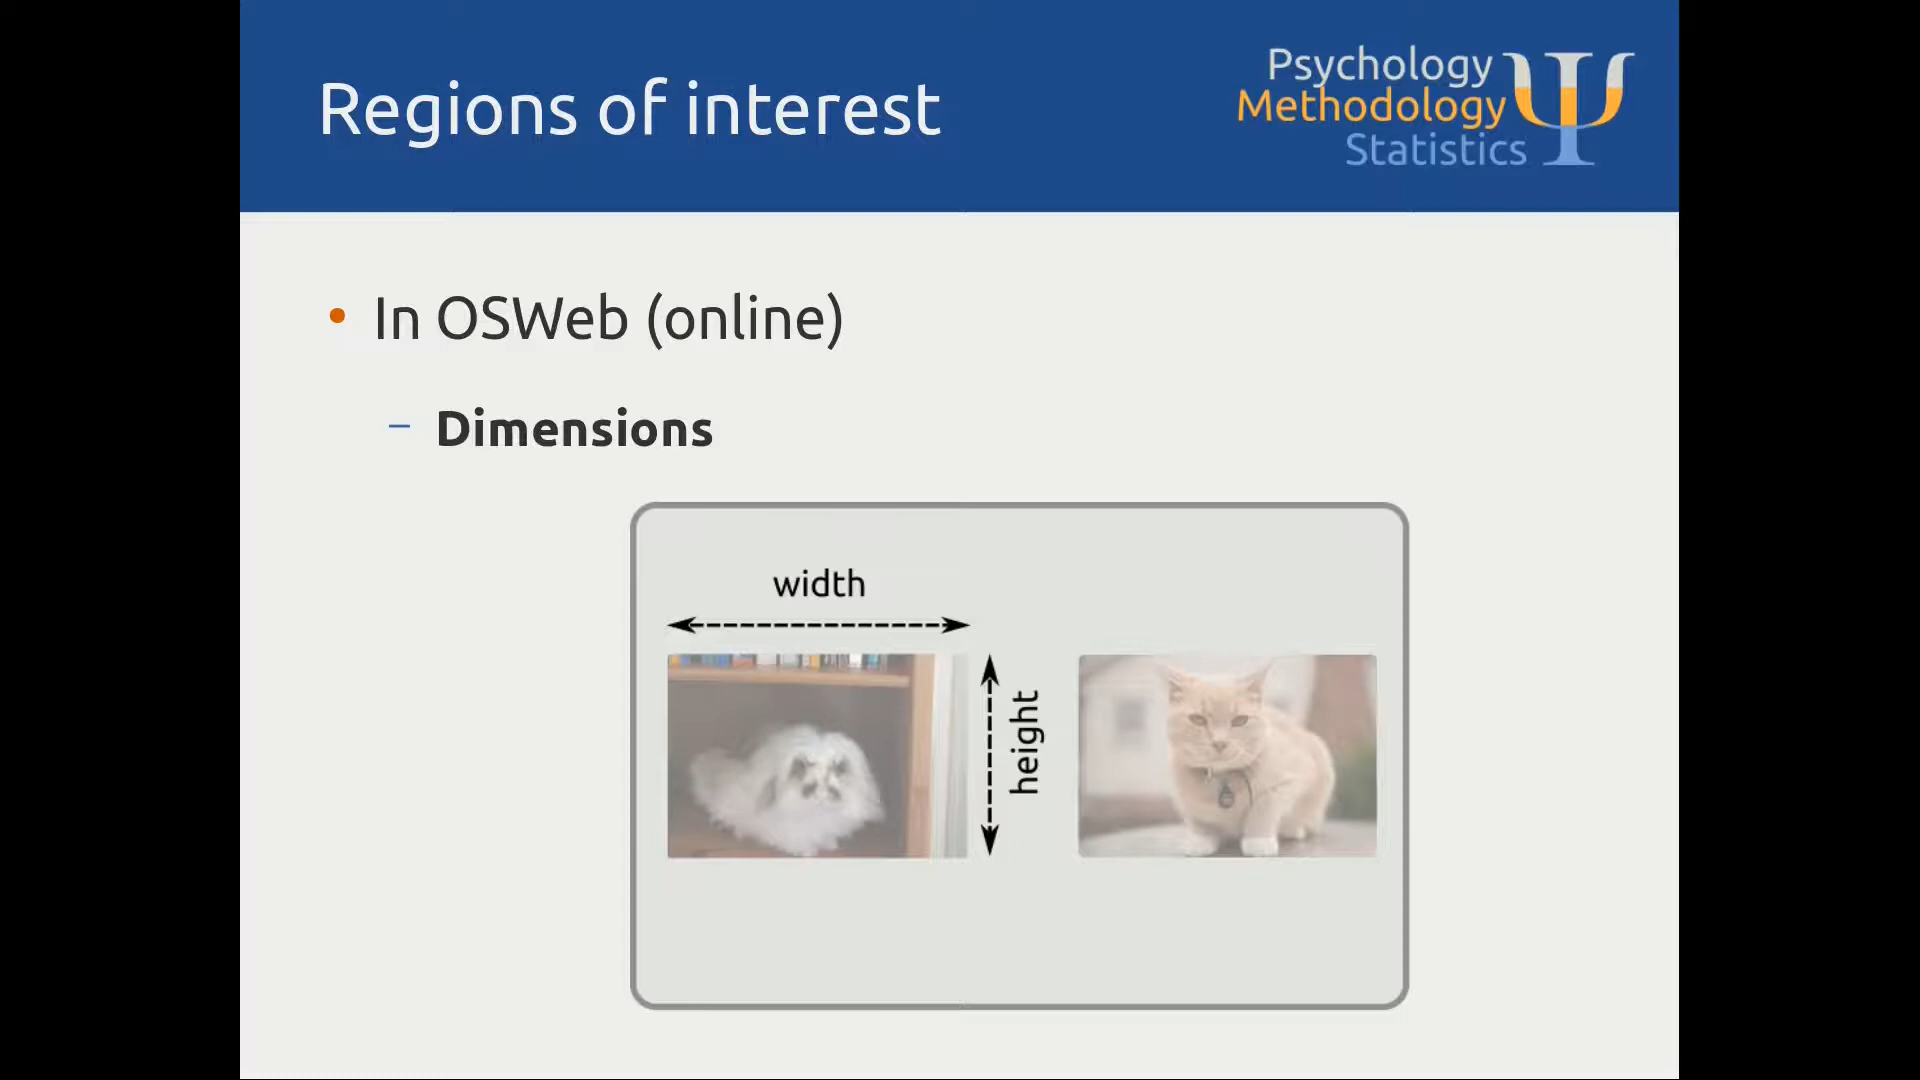 Regions of interest
Psychology
Methodology
Statistics
Ψ
• In OSWeb (online)
– Dimensions
width
height